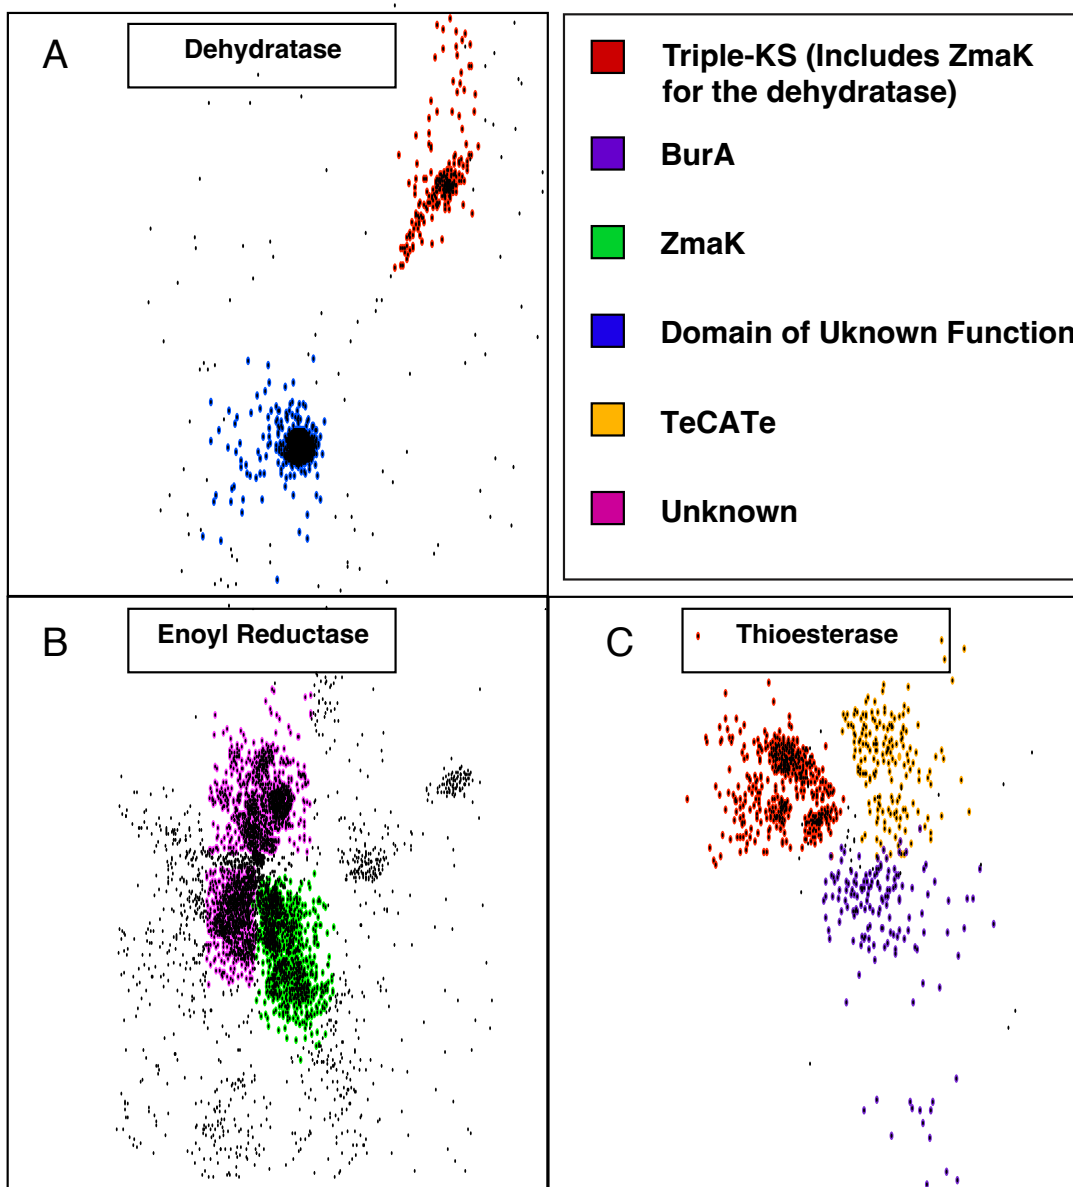 A
Dehydratase
Triple-KS (Includes ZmaK
for the dehydratase)
BurA
ZmaK
Domain of Uknown Function
TeCATe
Unknown
B
Enoyl Reductase
C
Thioesterase